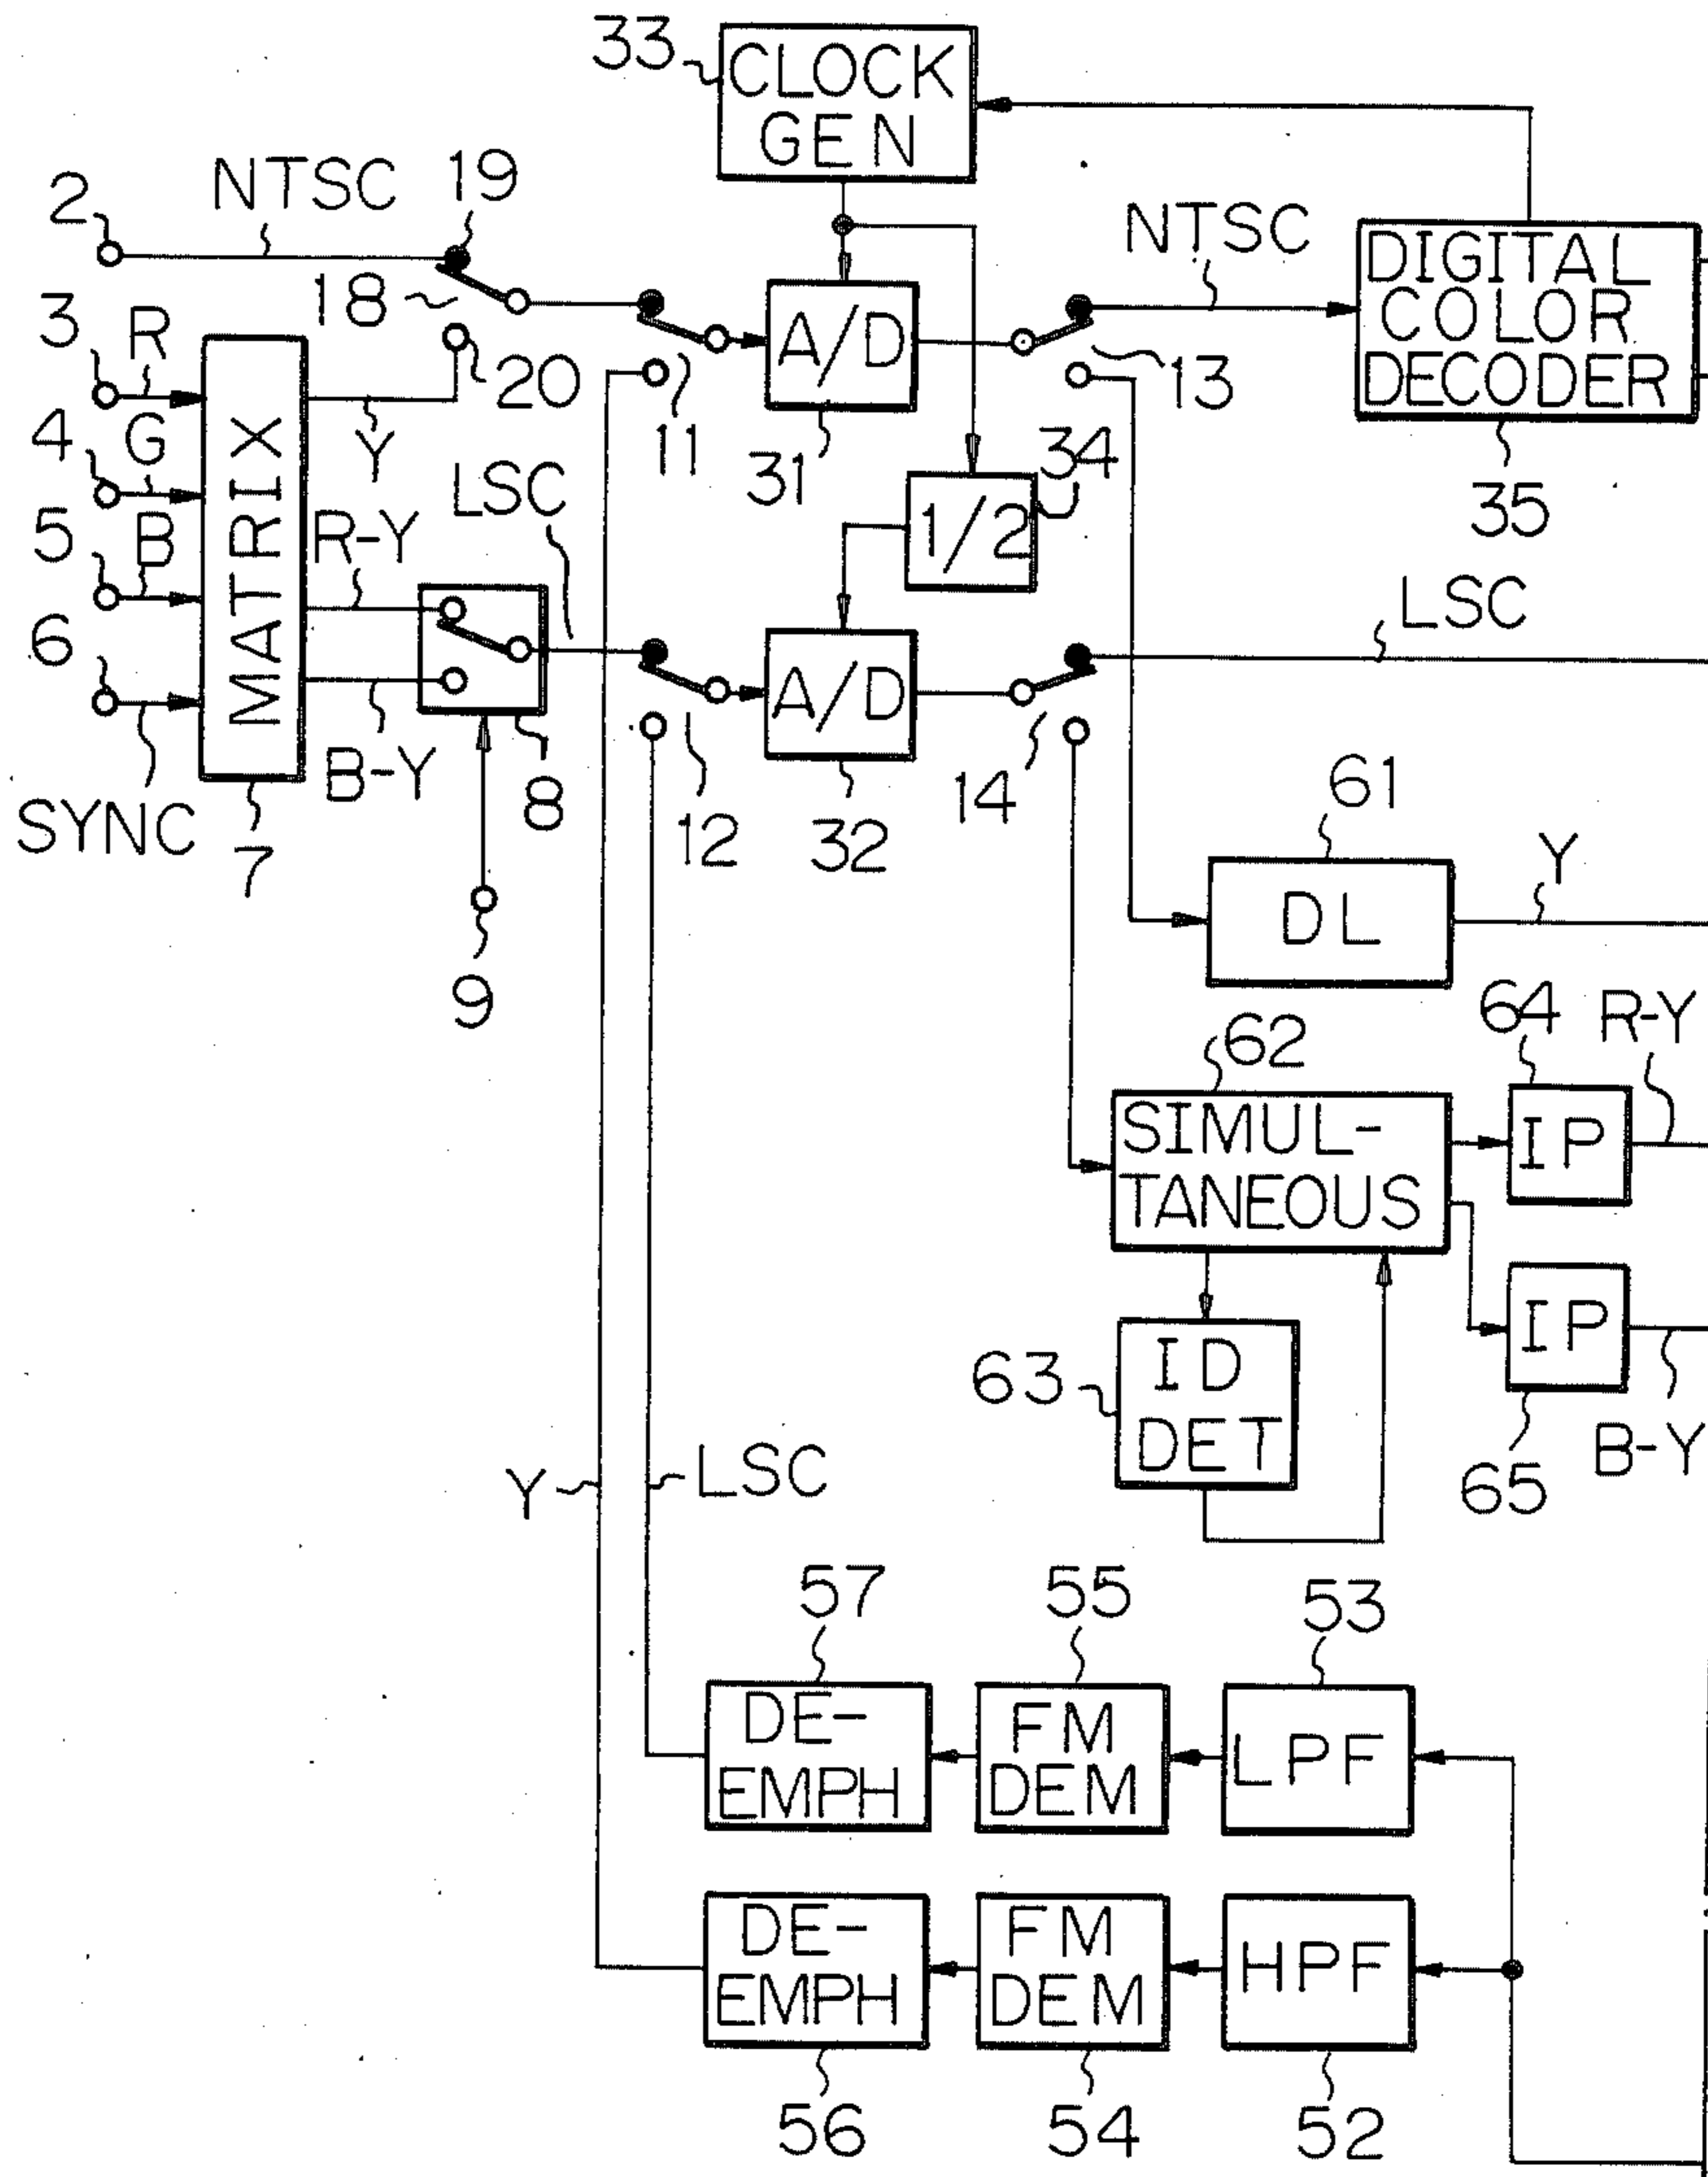 33
CLOCK
GEN
2
NTSC
19
NTSC
DIGITAL
COLOR
DECODER
18
3
R
20
A/D
13
4
G
Y
11
31
34
35
MATRIX
LSC
1/2
5
B
R-Y
LSC
6
A/D
B-Y
8
12
32
14
61
SYNC
7
Y
DL
9
64
R-Y
62
SIMUL-
TANEOUS
IP
IP
63
ID
DET
65
B-Y
Y
LSC
57
55
53
DE-
EMPH
FM
DEM
LPF
DE-
EMPH
FM
DEM
HPF
56
54
52